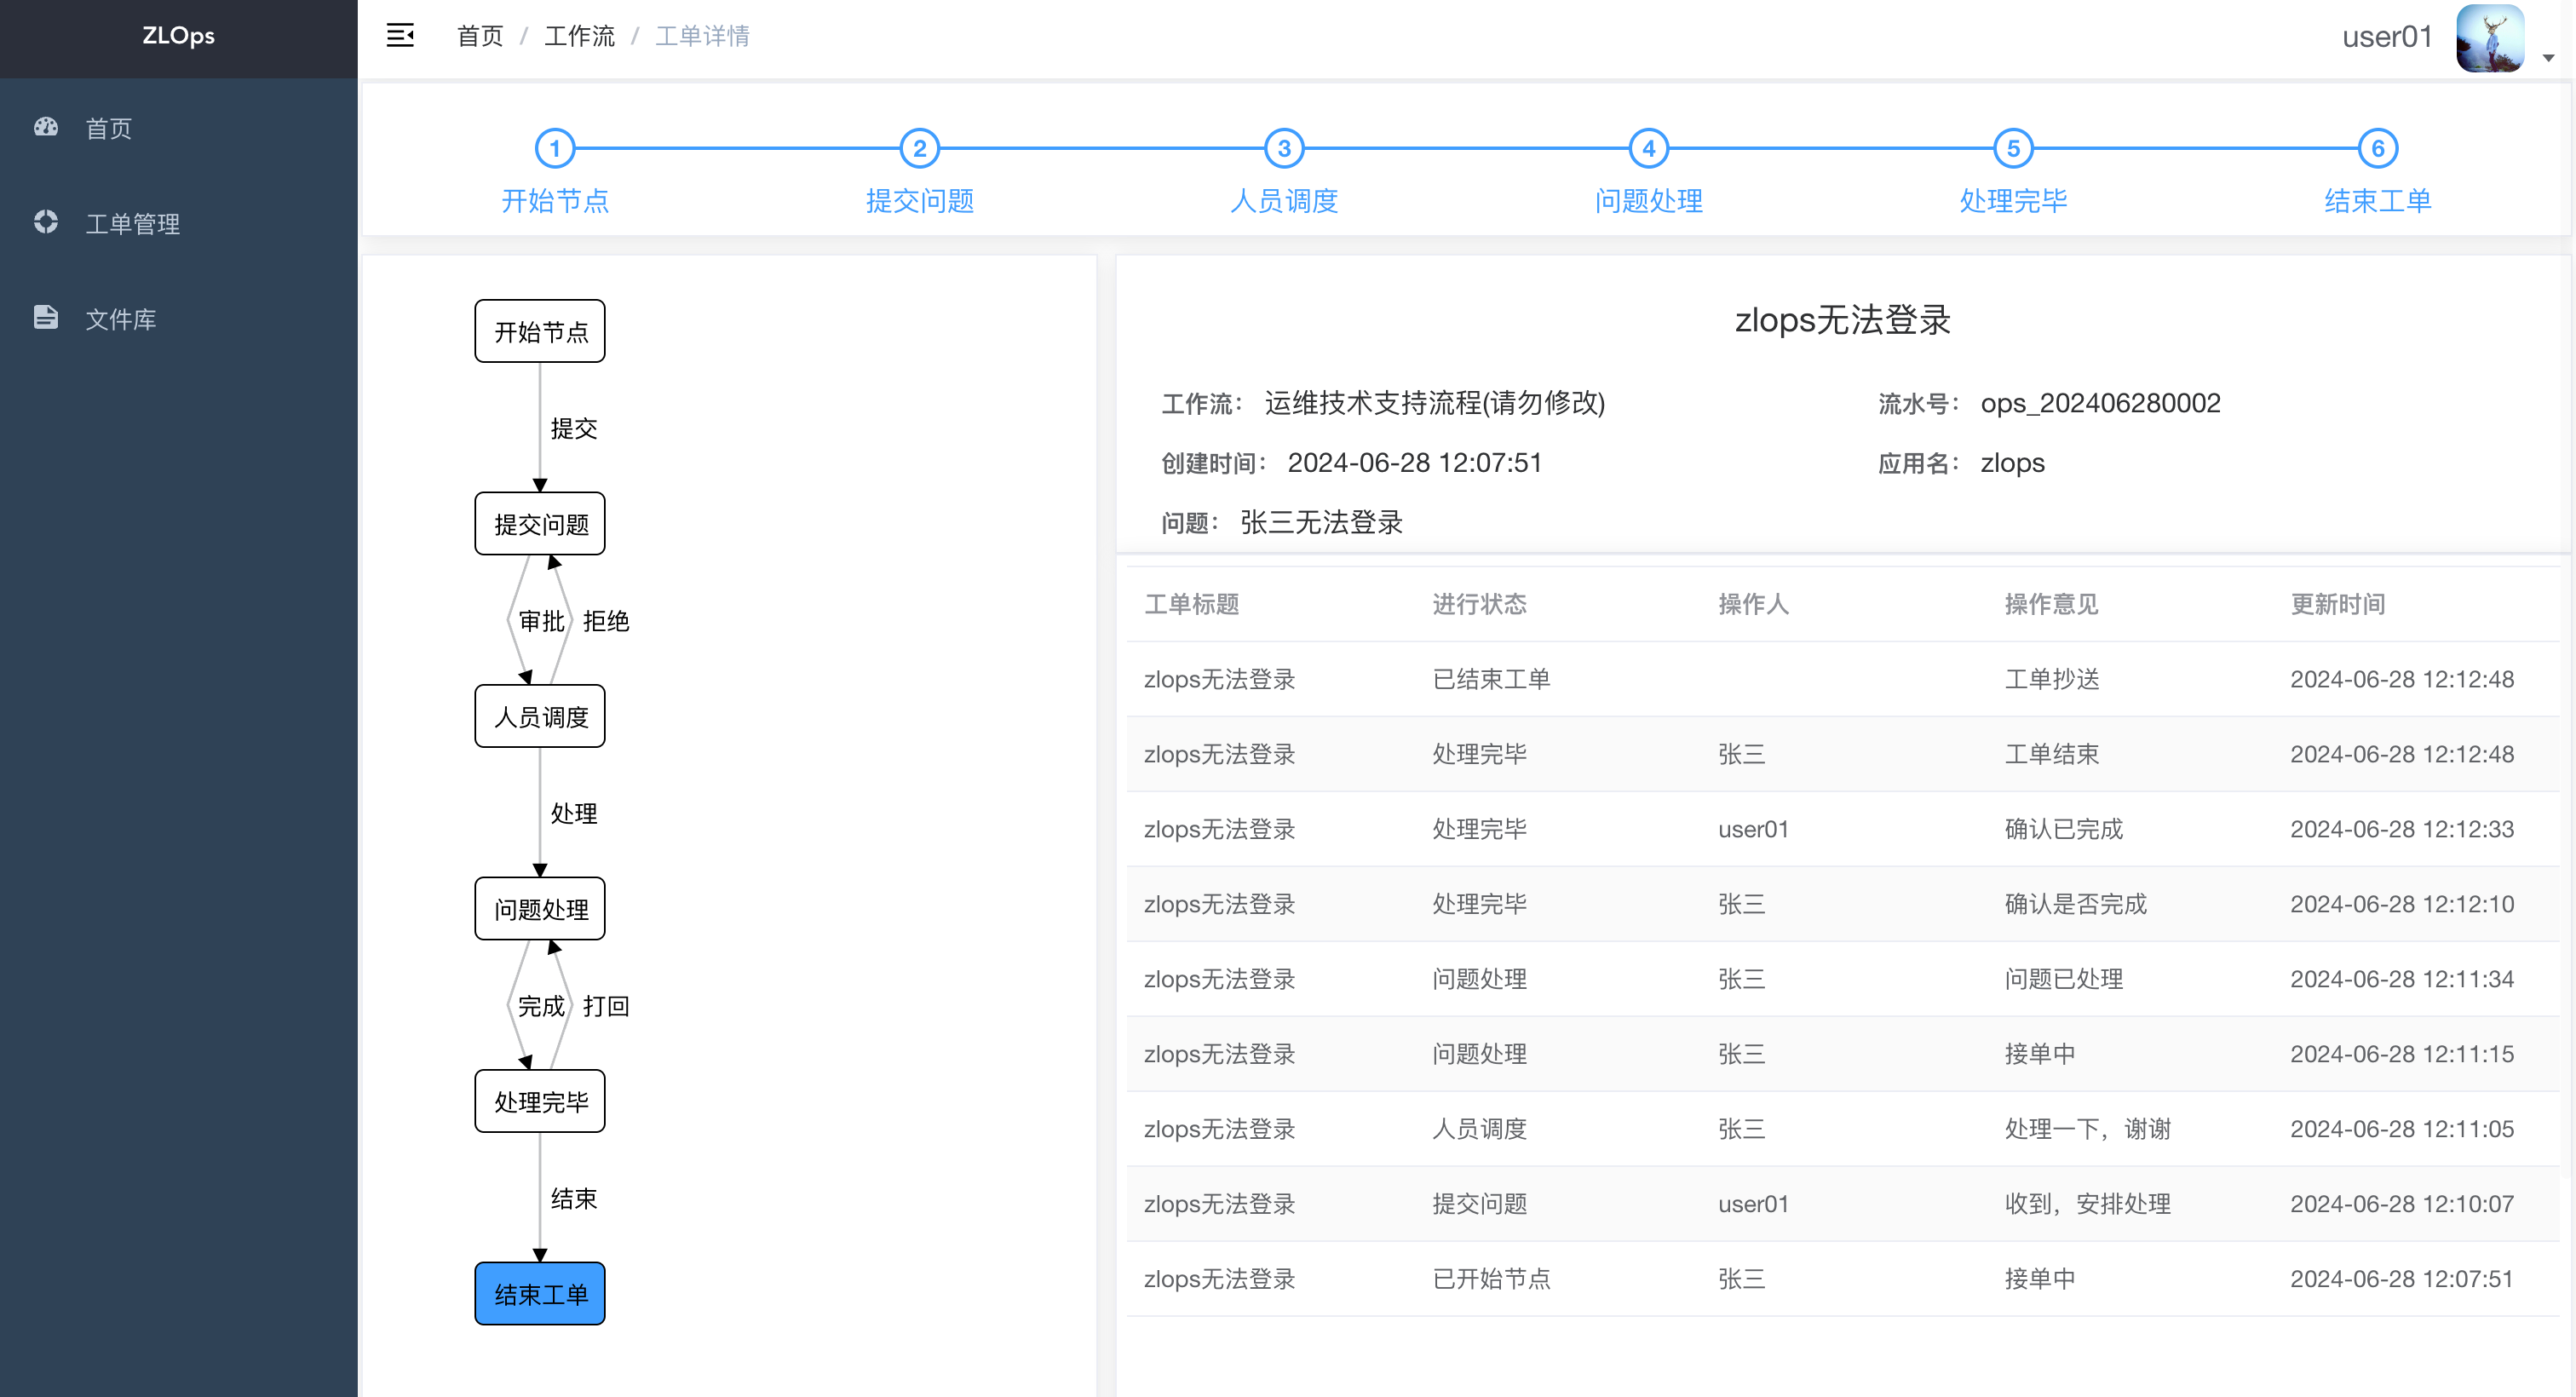 ZLOps
首页 / 工作流 / 工单详情
user01
首页
工单管理
文件库
1 2 3 4 5 6
开始节点 提交问题 人员调度 问题处理 处理完毕 结束工单
开始节点
提交
提交问题
审批 拒绝
人员调度
处理
问题处理
完成 打回
处理完毕
结束
结束工单
zlops无法登录
工作流： 运维技术支持流程(请勿修改) 流水号： ops_202406280002
创建时间： 2024-06-28 12:07:51 应用名： zlops
问题： 张三无法登录
工单标题 进行状态 操作人 操作意见 更新时间
zlops无法登录 已结束工单 工单抄送 2024-06-28 12:12:48
zlops无法登录 处理完毕 张三 工单结束 2024-06-28 12:12:48
zlops无法登录 处理完毕 user01 确认已完成 2024-06-28 12:12:33
zlops无法登录 处理完毕 张三 确认是否完成 2024-06-28 12:12:10
zlops无法登录 问题处理 张三 问题已处理 2024-06-28 12:11:34
zlops无法登录 问题处理 张三 接单中 2024-06-28 12:11:15
zlops无法登录 人员调度 张三 处理一下，谢谢 2024-06-28 12:11:05
zlops无法登录 提交问题 user01 收到，安排处理 2024-06-28 12:10:07
zlops无法登录 已开始节点 张三 接单中 2024-06-28 12:07:51